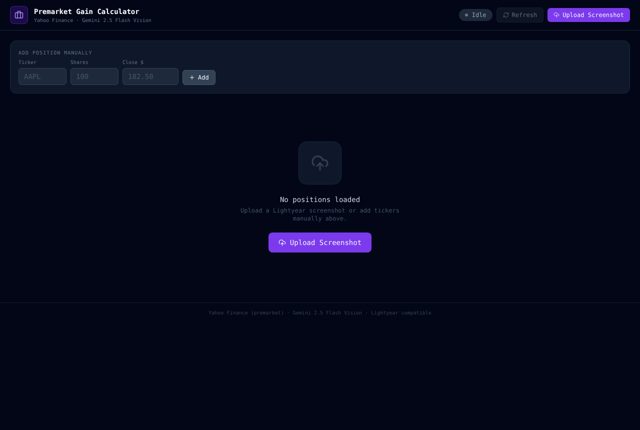 Premarket Gain Calculator
Yahoo Finance · Gemini 2.5 Flash Vision
Idle
Refresh
Upload Screenshot
ADD POSITION MANUALLY
Ticker
Shares
Close $
AAPL
100
182.50
+ Add
No positions loaded
Upload a Lightyear screenshot or add tickers
manually above.
Upload Screenshot
Yahoo Finance (premarket) · Gemini 2.5 Flash Vision · Lightyear compatible